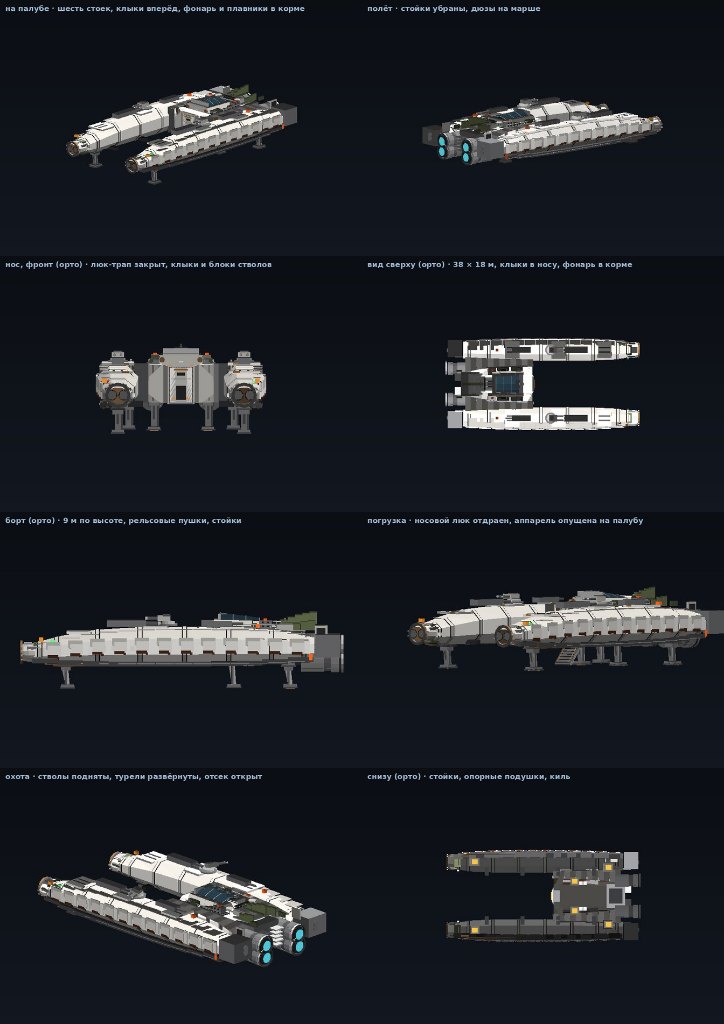 на палубе · шесть стоек, клыки вперёд, фонарь и плавники в корме
полёт · стойки убраны, дюзы на марше
нос, фронт (орто) · люк-трап закрыт, клыки и блоки стволов
вид сверху (орто) · 38 × 18 м, клыки в носу, фонарь в корме
борт (орто) · 9 м по высоте, рельсовые пушки, стойки
погрузка · носовой люк отдраен, аппарель опущена на палубу
охота · стволы подняты, турели развёрнуты, отсек открыт
снизу (орто) · стойки, опорные подушки, киль